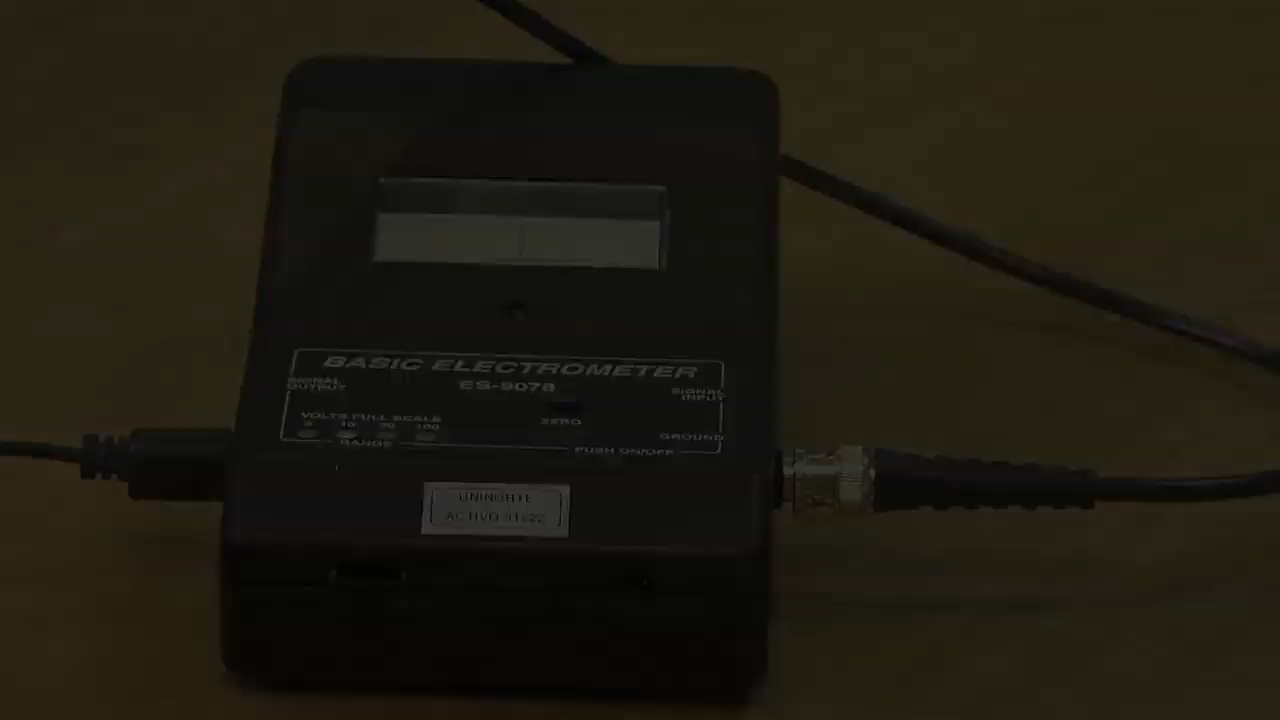 BASIC ELECTROMETER
ES-9078
SIGNAL
OUTPUT
SIGNAL
INPUT
VOLTS FULL SCALE
10 30 100
ZERO
RANGE
GROUND
PUSH ON/OFF
UNINORTE
ACTIVO